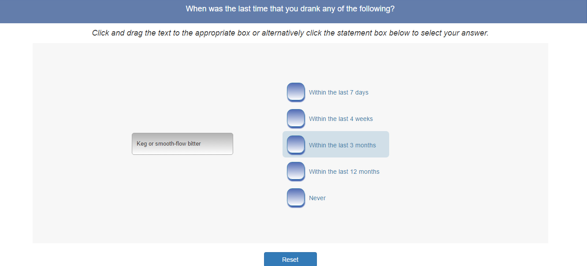 When was the last time that you drank any of the following?
Click and drag the text to the appropriate box or alternatively click the statement box below to select your answer.
Within the last 7 days
Within the last 4 weeks
Keg or smooth-flow bitter
Within the last 3 months
Within the last 12 months
Never
Reset